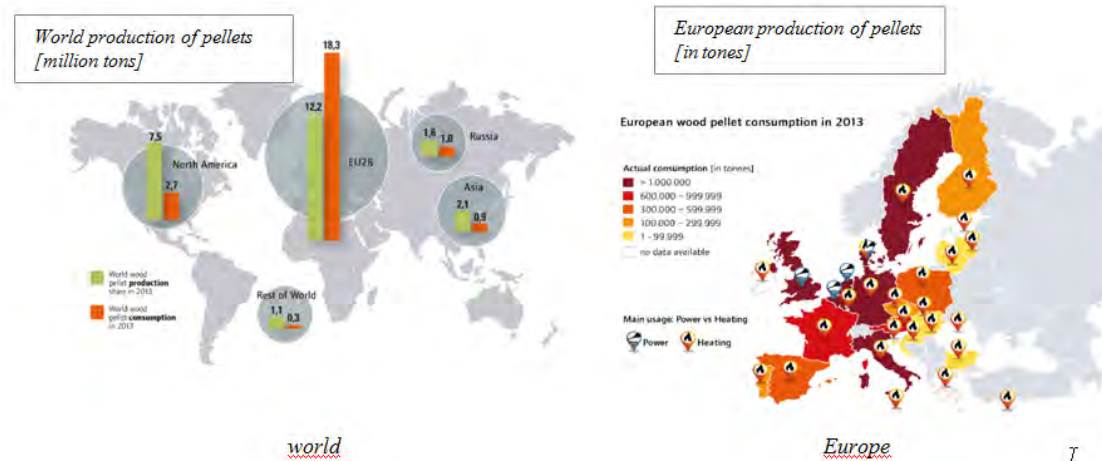 World production of pellets
[million tons]
18,3
12,2
7,5
North America
2,7
EU28
1,6
1,0
Russia
Asia
2,1
0,9
Rest of World
1,1
0,3
World wood
pellet production
share in 2013
World wood
pellet consumption
in 2013
world
European production of pellets
[in tones]
European wood pellet consumption in 2013
Actual consumption [in tonnes]
> 1.000.000
600.000 – 999.999
300.000 – 599.999
100.000 – 299.999
1 - 99.999
no data available
Main usage: Power vs Heating
Power
Heating
Europe